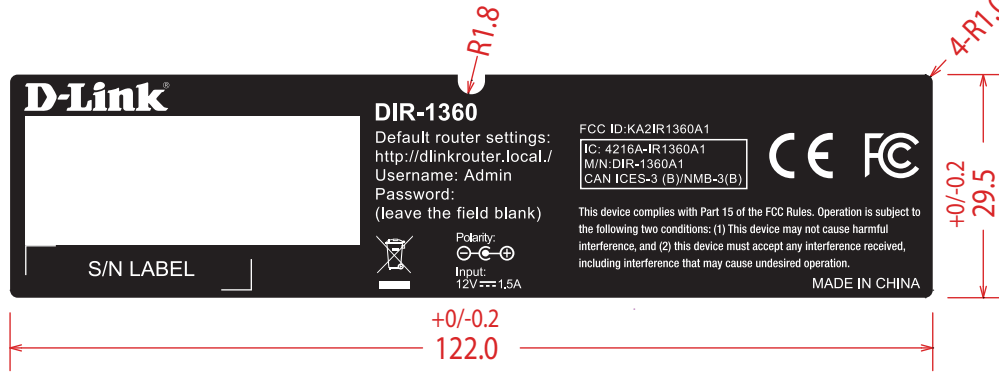 R1.8
4-R1.0
D-Link®
DIR-1360
Default router settings:
http://dlinkrouter.local./
Username: Admin
Password:
(leave the field blank)
FCC ID:KA2IR1360A1
IC: 4216A-IR1360A1
M/N:DIR-1360A1
CAN ICES-3 (B)/NMB-3(B)
CE FC
This device complies with Part 15 of the FCC Rules. Operation is subject to
the following two conditions: (1) This device may not cause harmful
interference, and (2) this device must accept any interference received,
including interference that may cause undesired operation.
MADE IN CHINA
Polarity:
Input:
12V⎓1.5A
S/N LABEL
+0/-0.2
29.5
+0/-0.2
122.0